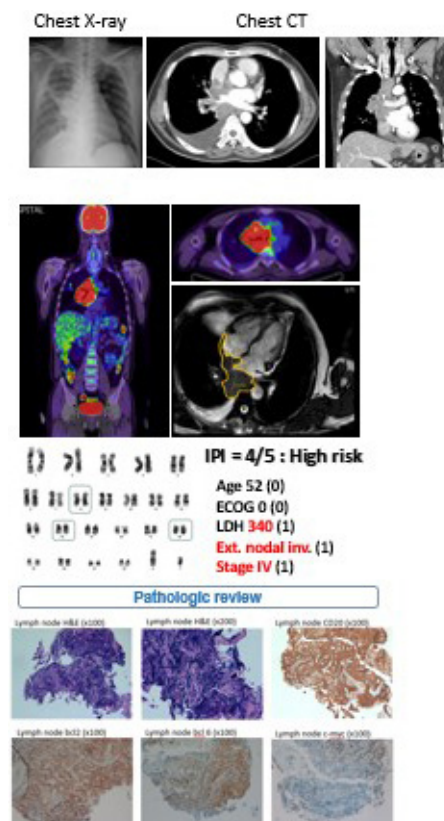 Chest X-ray
Chest CT
PITAL
IPI = 4/5 : High risk
Age 52 (0)
ECOG 0 (0)
LDH 340 (1)
Ext. nodal inv. (1)
Stage IV (1)
Pathologic review
Lymph node H&E (x100)
Lymph node H&E (x200)
Lymph node CD20 (x100)
Lymph node bcl2 (x100)
Lymph node bcl 6 (x100)
Lymph node c-myc (x100)